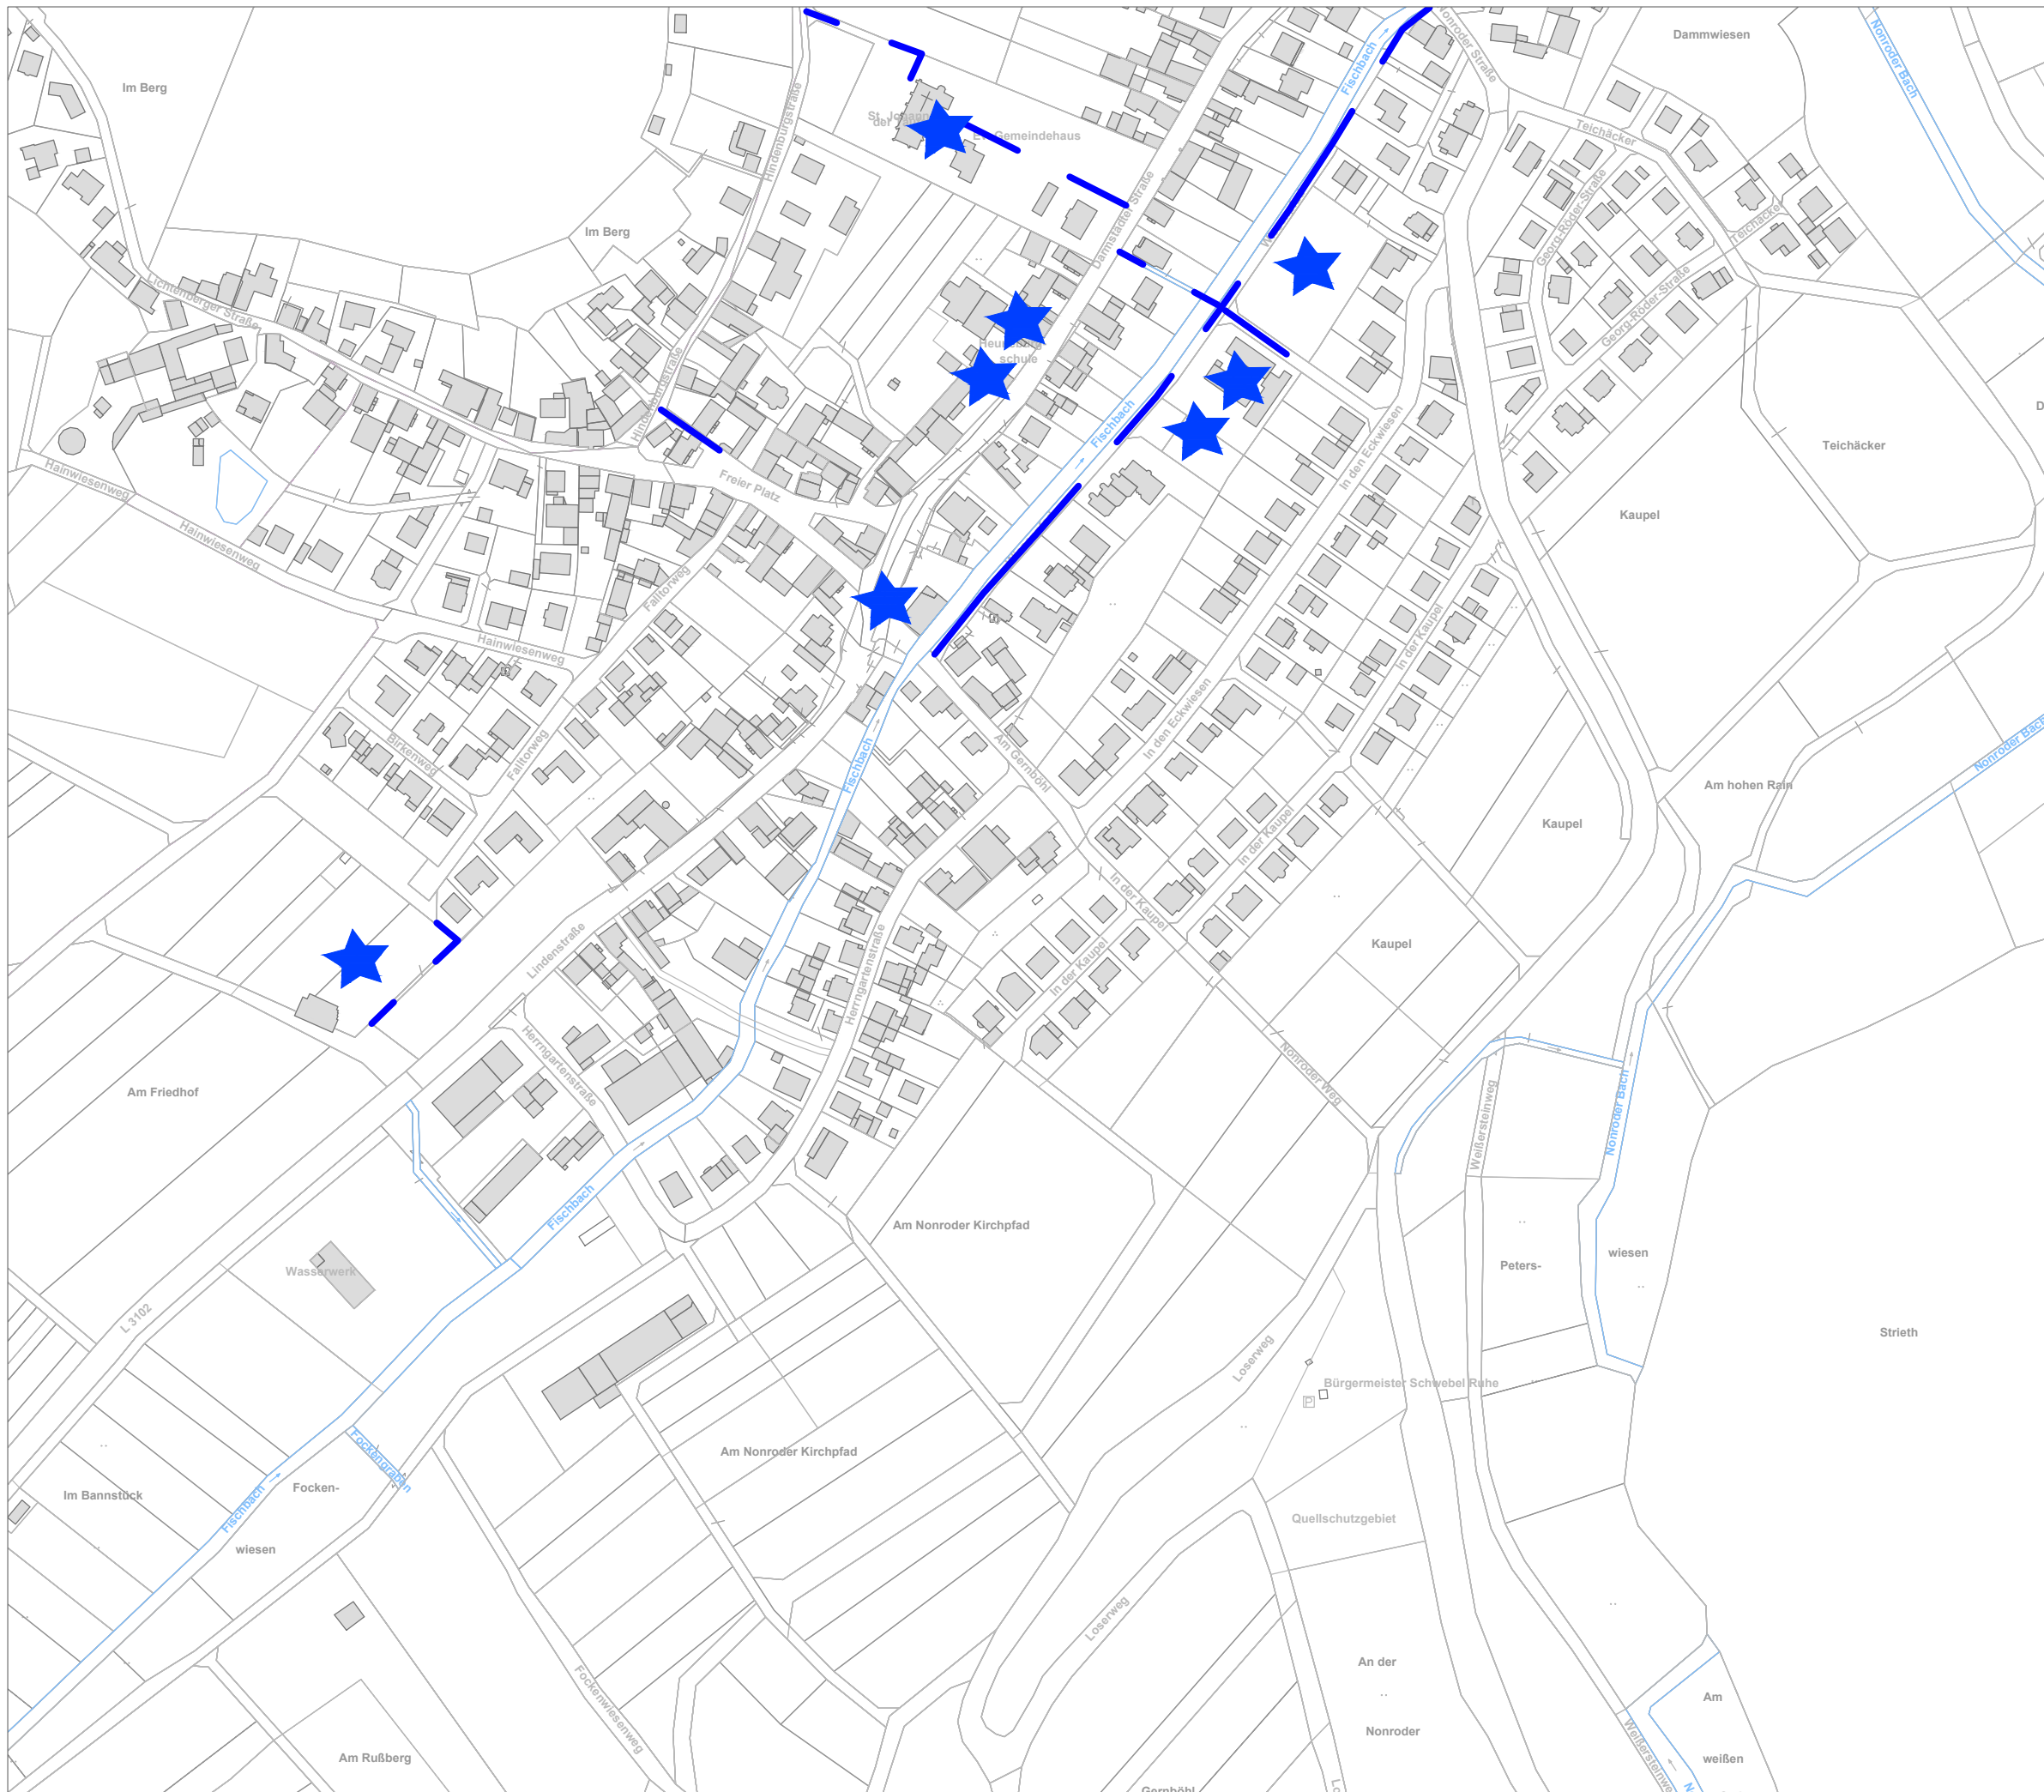 Nonroder Straße
Nonroder Bach
Dammwiesen
Fischbach
Im Berg
Hindenburgstraße
St. Johann
der
Gemeindehaus
Teichäcker
Georg-Röder-Straße
Teichäcker
Im Berg
Darmstädter Straße
Lichtenberger Straße
Georg-Röder-Straße
schule
Hindenburgstraße
Fischbach
In den Eckwiesen
Teichäcker
Hainwiesenweg
Freier Platz
Kaupel
Hainwiesenweg
Falltorweg
In der Kaupel
Hainwiesenweg
In den Eckwiesen
Nonroder Bach
Birkenweg
Falltorweg
Fischbach
Am Gernböhl
Am hohen Rain
Kaupel
In der Kaupel
In der Kaupel
Lindenstraße
Kaupel
Herrngartenstraße
In der Kaupel
Herrngartenstraße
Nonroder Weg
Am Friedhof
Weißersteinweg
Nonroder Bach
Fischbach
Am Nonroder Kirchpfad
wiesen
Peters-
Wasserwerk
L 3102
Strieth
Loserweg
Bürgermeister Schwebel Ruhe
P
Am Nonroder Kirchpfad
Fockengraben
Focken-
Im Bannstück
Fischbach
Quellschutzgebiet
wiesen
Loserweg
An der
Fockenwiesenweg
Am
Nonroder
Am Rußberg
weißen
Weißersteinweg
Gernböhl